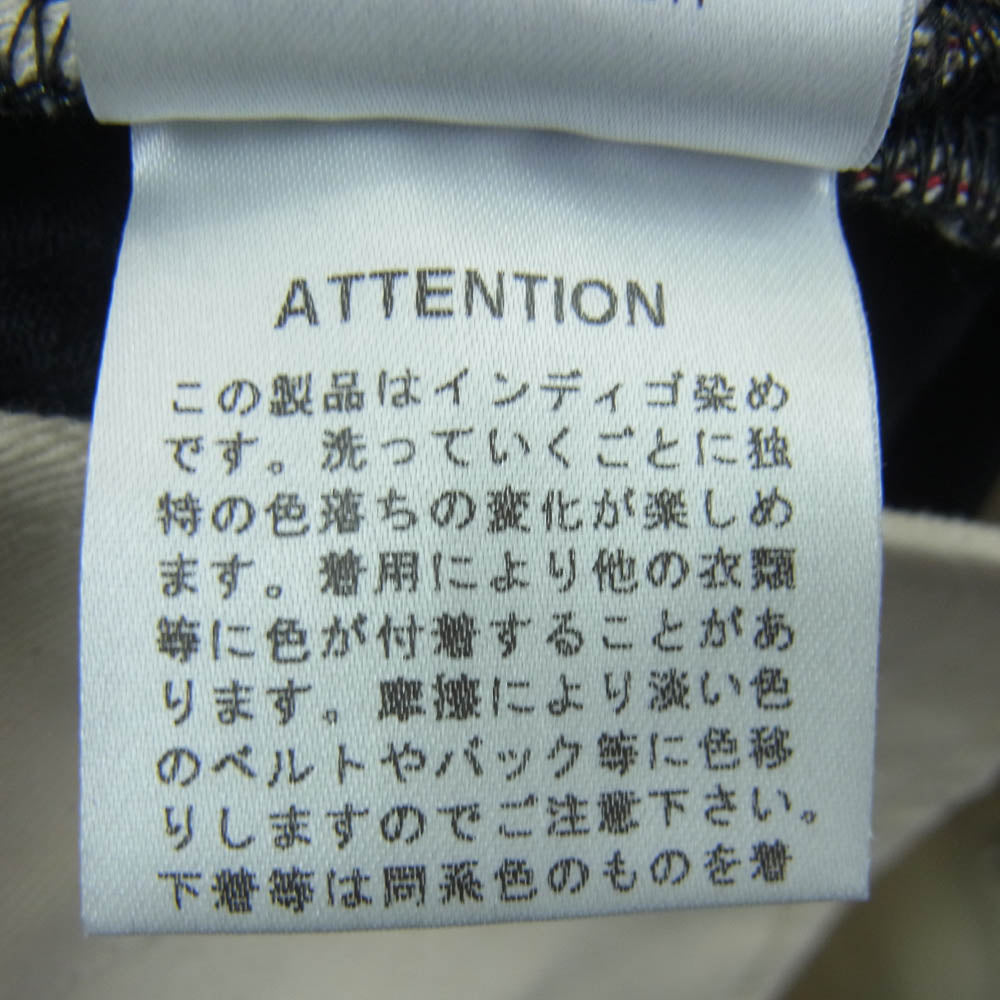 ATTENTION
この製品はインディゴ染め
です。洗っていくごとに独
特の色落ちの変化が楽しめ
ます。着用により他の衣類
等に色が付着することがあ
ります。摩擦により淡い色
のベルトやバック等に色移
りしますのでご注意下さい。
下着等は同系色のものを着